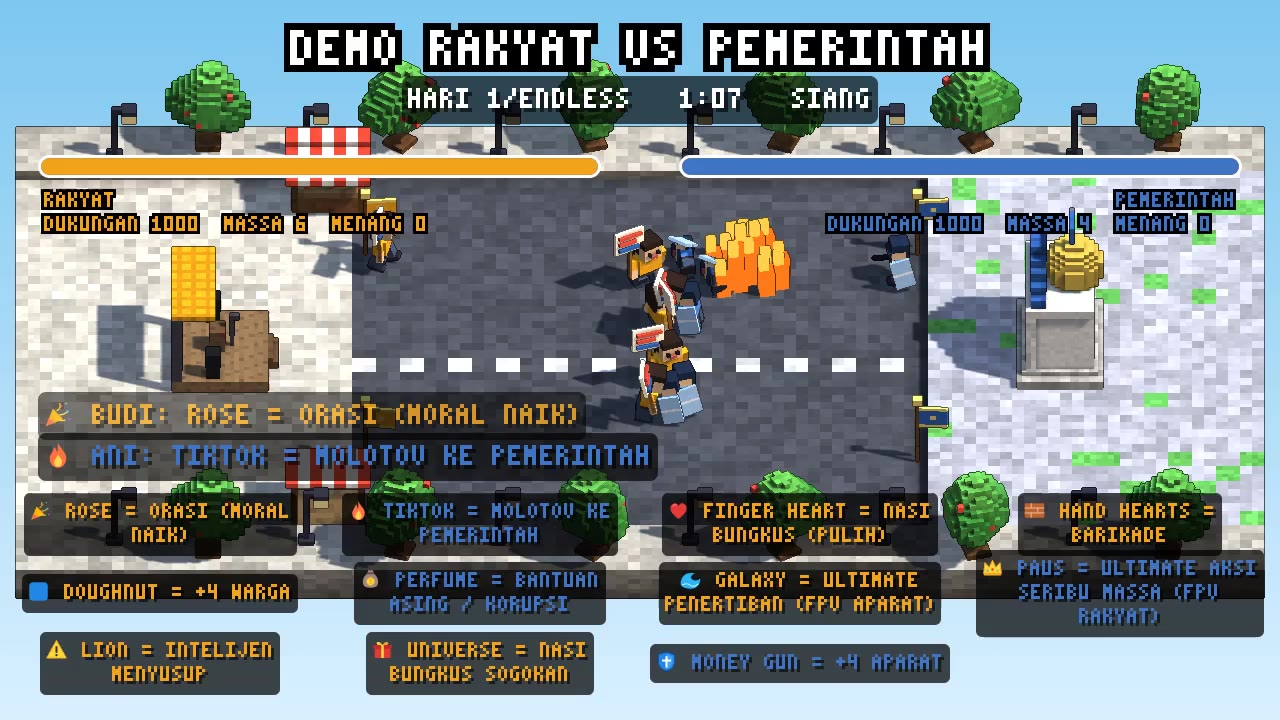 DEMO RAKYAT VS PEMERINTAH
HARI 1/ENDLESS 1:07 SIANG
RAKYAT
DUKUNGAN 1000 MASSA 6 MENANG 0
PEMERINTAH
DUKUNGAN 1000 MASSA 4 MENANG 0
BUDI: ROSE = ORASI (MORAL NAIK)
ANI: TIKTOK = MOLOTOV KE PEMERINTAH
ROSE = ORASI (MORAL
NAIK)
TIKTOK = MOLOTOV KE
PEMERINTAH
FINGER HEART = NASI
BUNGKUS (PULIH)
HAND HEARTS =
BARIKADE
DOUGHNUT = +4 WARGA
PERFUME = BANTUAN
ASING / KORUPSI
GALAXY = ULTIMATE
PENERTIBAN (FPV APARAT)
PAUS = ULTIMATE AKSI
SERIBU MASSA (FPV
RAKYAT)
LION = INTELIJEN
MENYUSUP
UNIVERSE = NASI
BUNGKUS SOGOKAN
MONEY GUN = +4 APARAT